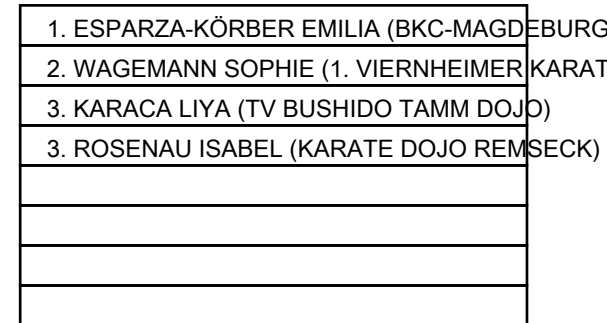 1. ESPARZA-KÖRBER EMILIA (BKC-MAGDEBURG
2. WAGEMANN SOPHIE (1. VIERNHEIMER KARAT
3. KARACA LIYA (TV BUSHIDO TAMM DOJO)
3. ROSENAU ISABEL (KARATE DOJO REMSECK)